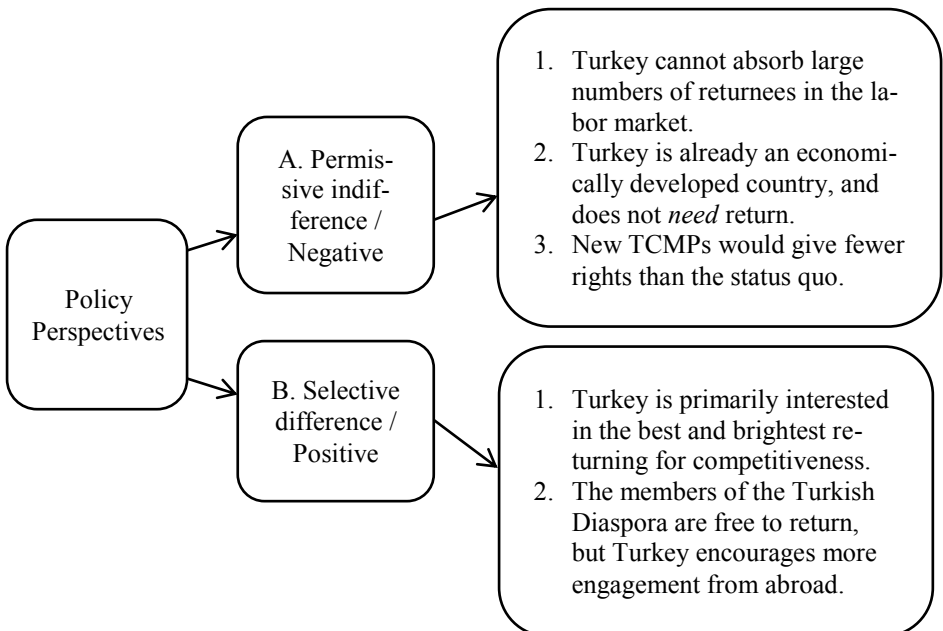 Policy
Perspectives
A. Permis-
sive indif-
ference /
Negative
1. Turkey cannot absorb large
numbers of returnees in the la-
bor market.
2. Turkey is already an economi-
cally developed country, and
does not need return.
3. New TCMPs would give fewer
rights than the status quo.
B. Selective
difference /
Positive
1. Turkey is primarily interested
in the best and brightest re-
turning for competitiveness.
2. The members of the Turkish
Diaspora are free to return,
but Turkey encourages more
engagement from abroad.